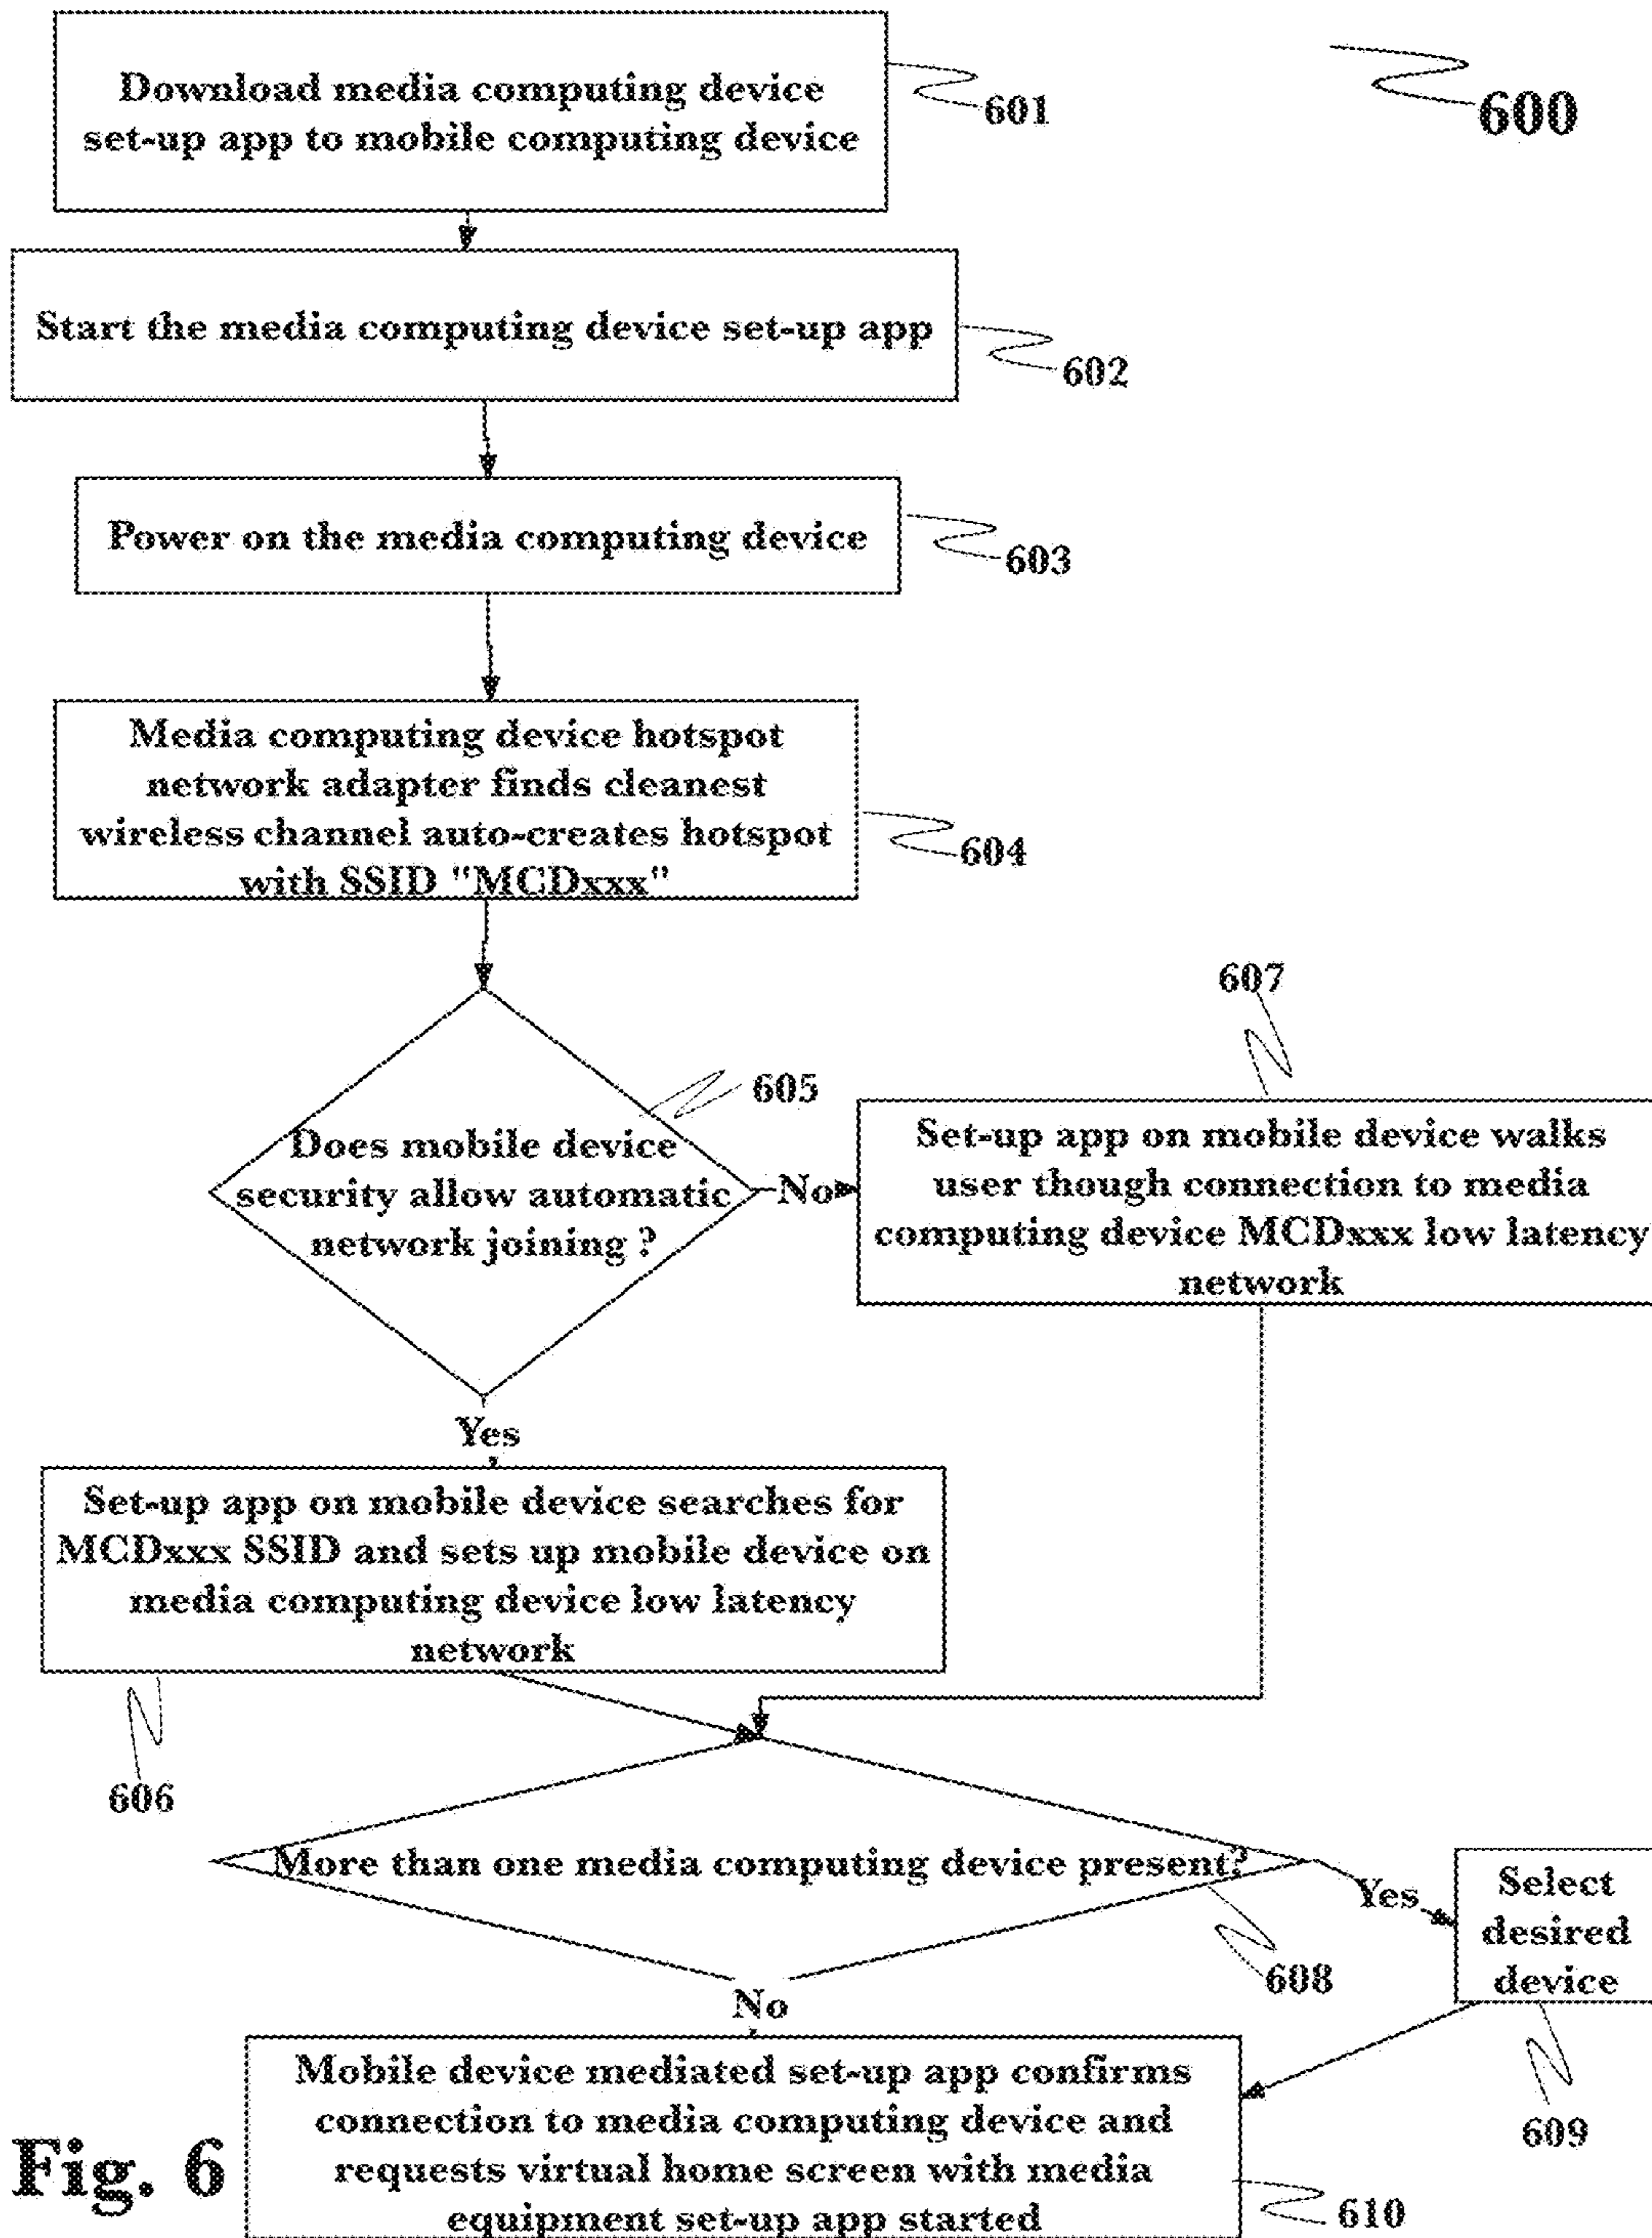 Download media computing device
set-up app to mobile computing device
601
600
Start the media computing device set-up app
602
Power on the media computing device
603
Media computing device hotspot
network adapter finds cleanest
wireless channel auto-creates hotspot
with SSID "MCDxxx"
604
605
Does mobile device
security allow automatic
network joining ?
No
607
Set-up app on mobile device walks
user though connection to media
computing device MCDxxx low latency
network
Yes
Set-up app on mobile device searches for
MCDxxx SSID and sets up mobile device on
media computing device low latency
network
606
More than one media computing device present?
608
Yes
Select
desired
device
609
No
Mobile device mediated set-up app confirms
connection to media computing device and
requests virtual home screen with media
equipment set-up app started
610
Fig. 6